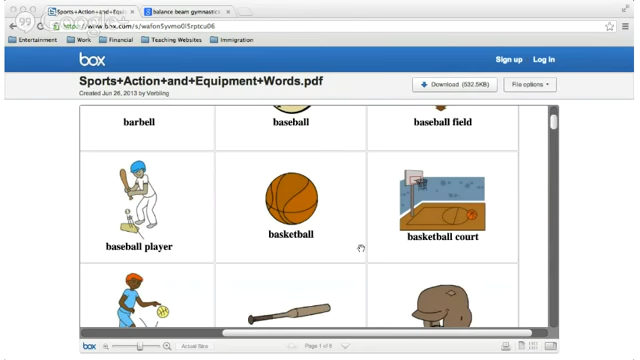 Sports+Action+and+Equi
balance beam gymnastics
https://www.box.com/s/wafon5yvmo0l5rptcu06
Entertainment
Work
Financial
Teaching Websites
Immigration
box
Sign up
Log in
Sports+Action+and+Equipment+Words.pdf
Created Jun 26, 2013 by Verbling
Download (532.5KB)
File options
barbell
baseball
baseball field
baseball player
basketball
basketball court
box
Actual Size
Page 1 of 9